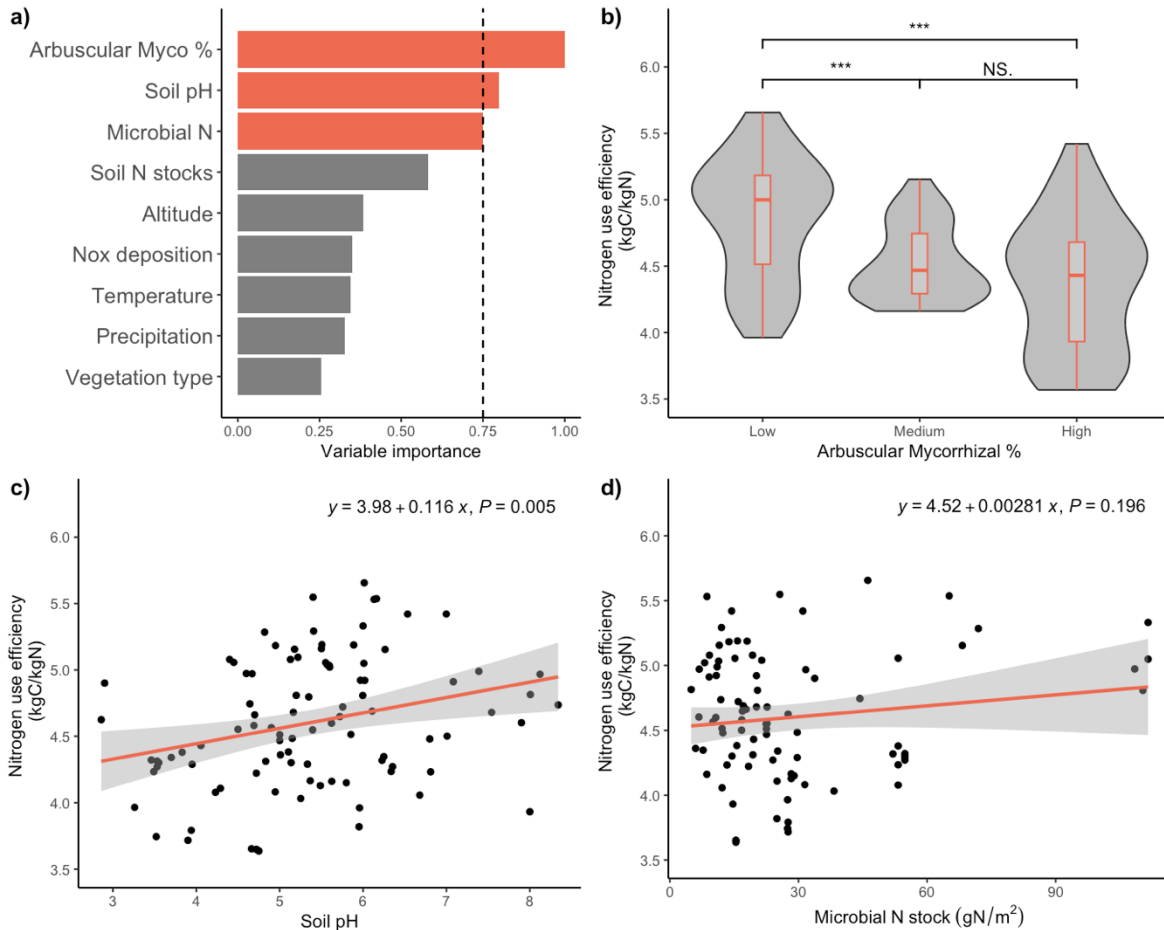 a)
Arbuscular Myco %
Soil pH
Microbial N
Soil N stocks
Altitude
Nox deposition
Temperature
Precipitation
Vegetation type
0.00 0.25 0.50 0.75 1.00
Variable importance
b)
***
***
NS.
6.0
5.5
5.0
4.5
4.0
3.5
Nitrogen use efficiency
(kgC/kgN)
Low Medium High
Arbuscular Mycorrhizal %
c)
y = 3.98 + 0.116 x, P = 0.005
6.0
5.5
5.0
4.5
4.0
3.5
Nitrogen use efficiency
(kgC/kgN)
3 4 5 6 7 8
Soil pH
d)
y = 4.52 + 0.00281 x, P = 0.196
6.0
5.5
5.0
4.5
4.0
3.5
Nitrogen use efficiency
(kgC/kgN)
0 30 60 90
Microbial N stock (gN/m²)